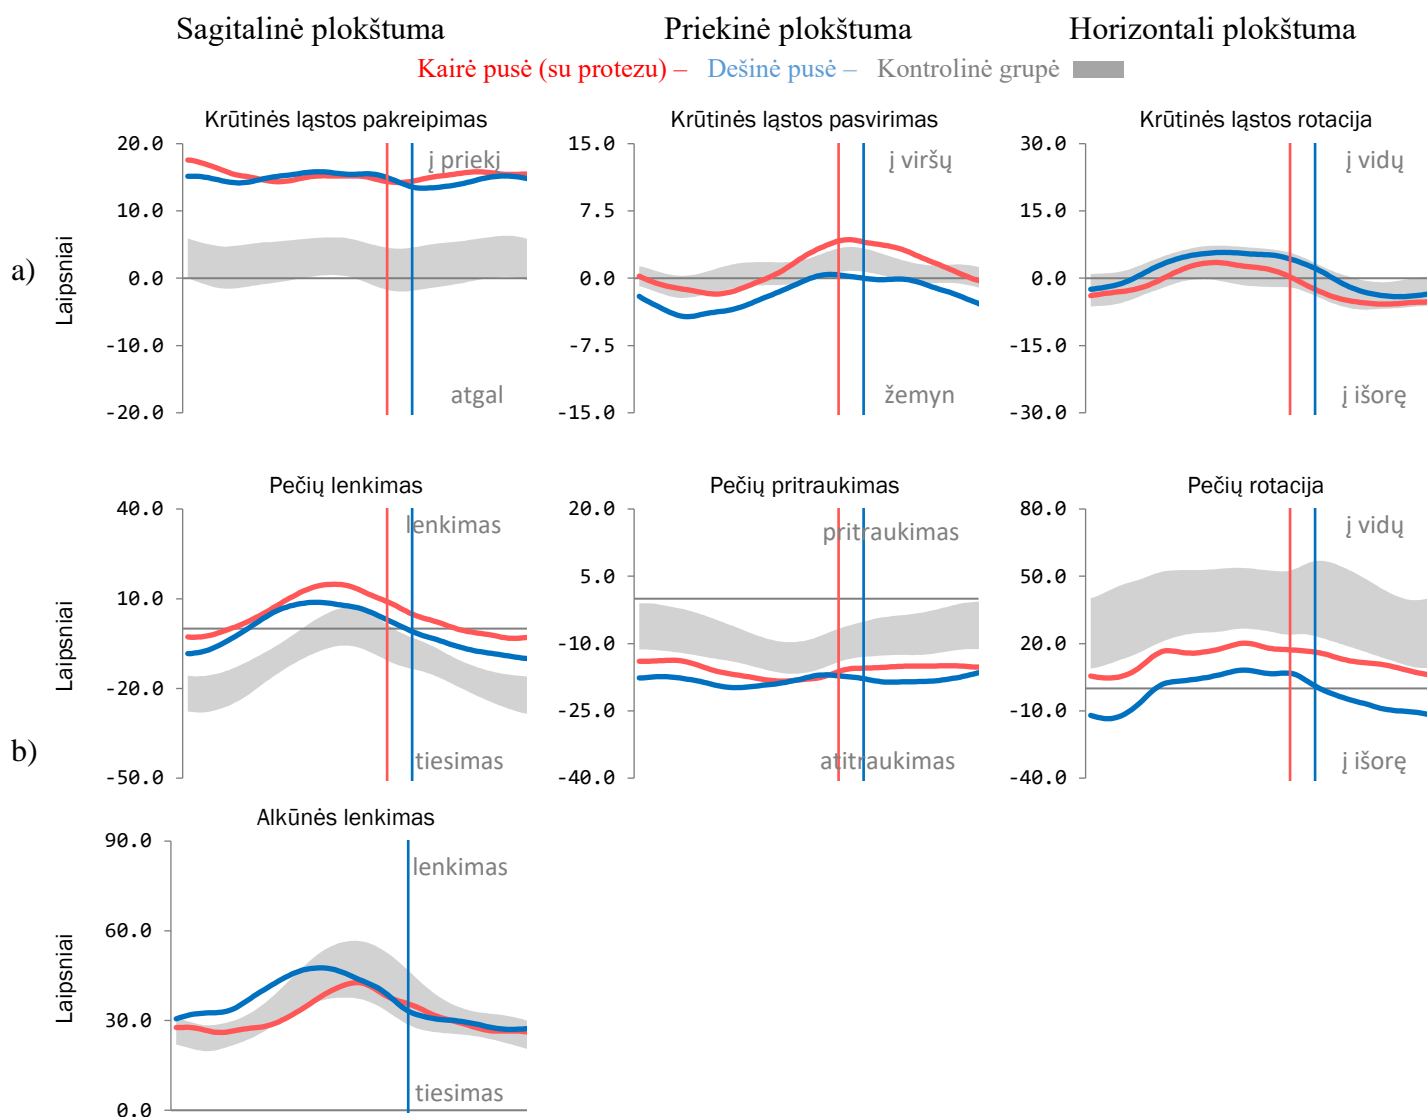 Sagitalinė plokštuma Priekinė plokštuma Horizontali plokštuma
Kairė pusė (su protezu) – Dešinė pusė – Kontrolinė grupė
a)
Laipsniai
Krūtinės ląstos pakreipimas
20.0
10.0
0.0
-10.0
-20.0
į priekį
atgal
Krūtinės ląstos pasvirimas
15.0
7.5
0.0
-7.5
-15.0
į viršų
žemyn
Krūtinės ląstos rotacija
30.0
15.0
0.0
-15.0
-30.0
į vidų
į išorę
b)
Laipsniai
Pečių lenkimas
40.0
10.0
-20.0
-50.0
lenkimas
tiesimas
Pečių pritraukimas
20.0
5.0
-10.0
-25.0
-40.0
pritraukimas
atitraukimas
Pečių rotacija
80.0
50.0
20.0
-10.0
-40.0
į vidų
į išorę
Laipsniai
Alkūnės lenkimas
90.0
60.0
30.0
0.0
lenkimas
tiesimas